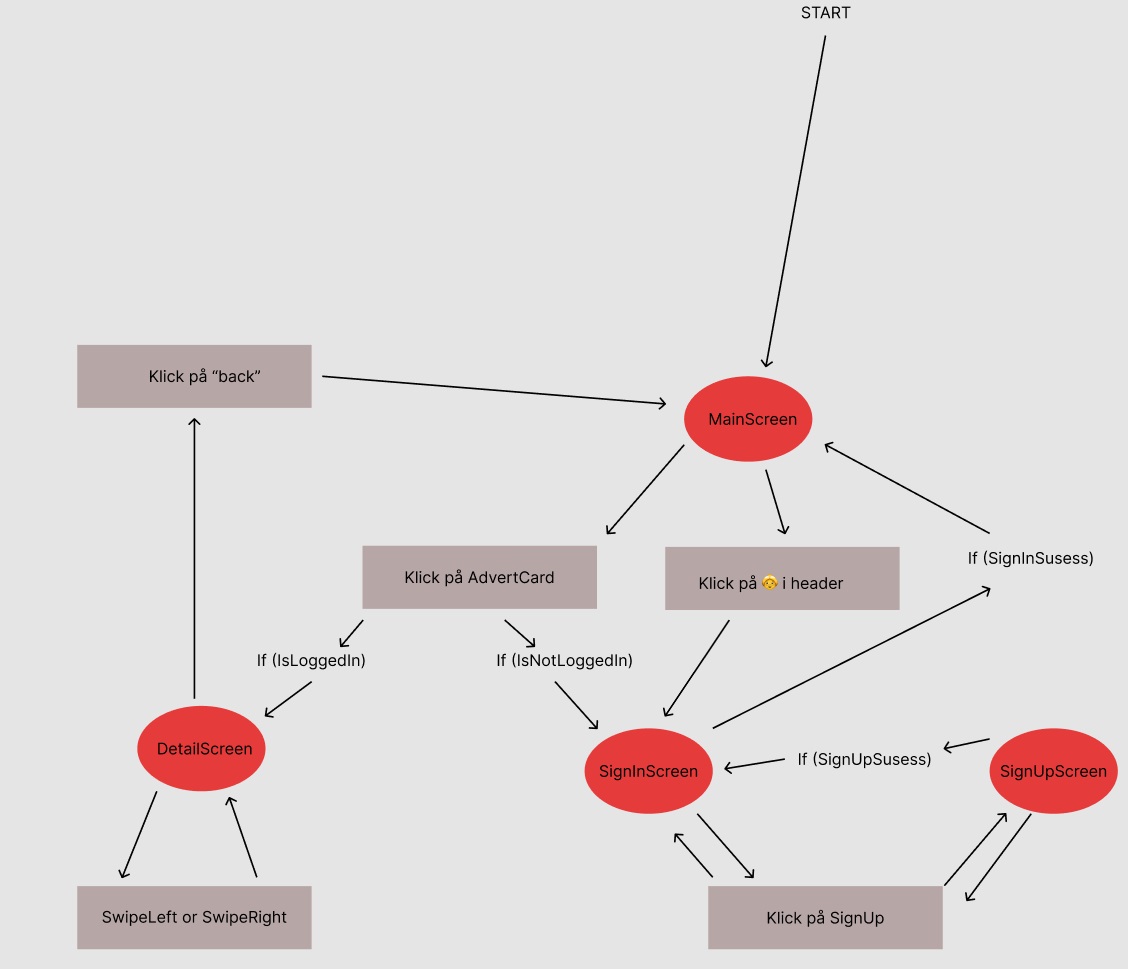 START
Klick på “back”
MainScreen
If (SignInSusess)
Klick på AdvertCard
Klick på 👶 i header
If (IsLoggedIn)
If (IsNotLoggedIn)
DetailScreen
If (SignUpSusess)
SignInScreen
SignUpScreen
SwipeLeft or SwipeRight
Klick på SignUp